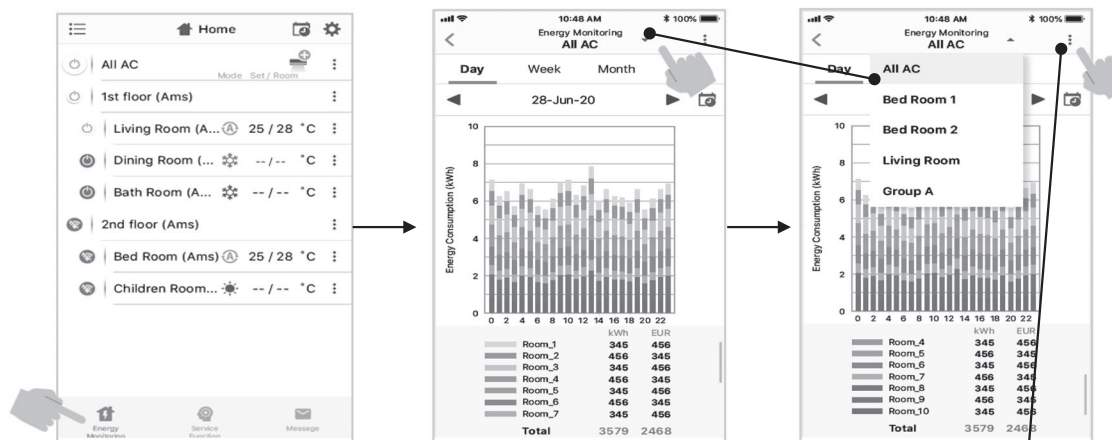 Home
All AC
Mode Set / Room
1st floor (Ams)
Living Room (A... A 25 / 28 °C
Dining Room (... -- / -- °C
Bath Room (A... -- / -- °C
2nd floor (Ams)
Bed Room (Ams) A 25 / 28 °C
Children Room... -- / -- °C
Energy
Monitoring
Service
Function
Message
10:48 AM 100%
Energy Monitoring
All AC
Day Week Month
28-Jun-20
Energy Consumption (kWh)
10
8
6
4
2
0
0 2 4 6 8 10 12 14 16 18 20 22
kWh EUR
Room_1 345 456
Room_2 456 345
Room_3 345 456
Room_4 456 345
Room_5 345 456
Room_6 456 345
Room_7 456 345
Total 3579 2468
10:48 AM 100%
Energy Monitoring
All AC
Day
All AC
Bed Room 1
Bed Room 2
Living Room
Group A
Energy Consumption (kWh)
10
8
6
4
2
0
0 2 4 6 8 10 12 14 16 18 20 22
kWh EUR
Room_4 345 456
Room_5 456 345
Room_6 345 456
Room_7 456 345
Room_8 345 456
Room_9 456 345
Room_10 345 456
Total 3579 2468